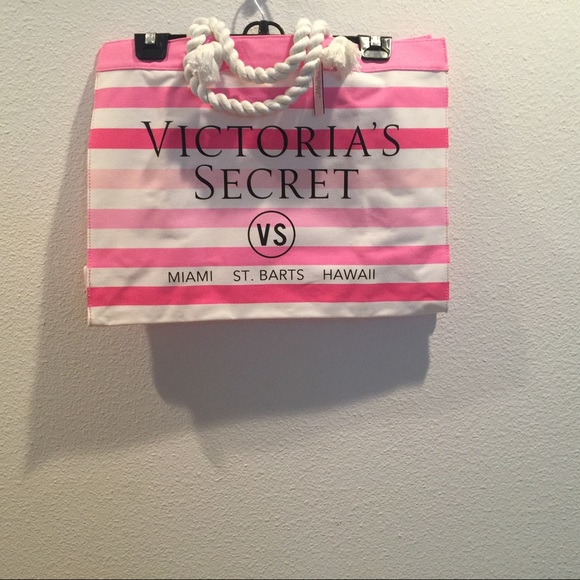 VICTORIA'S
SECRET
VS
MIAMI ST. BARTS HAWAII